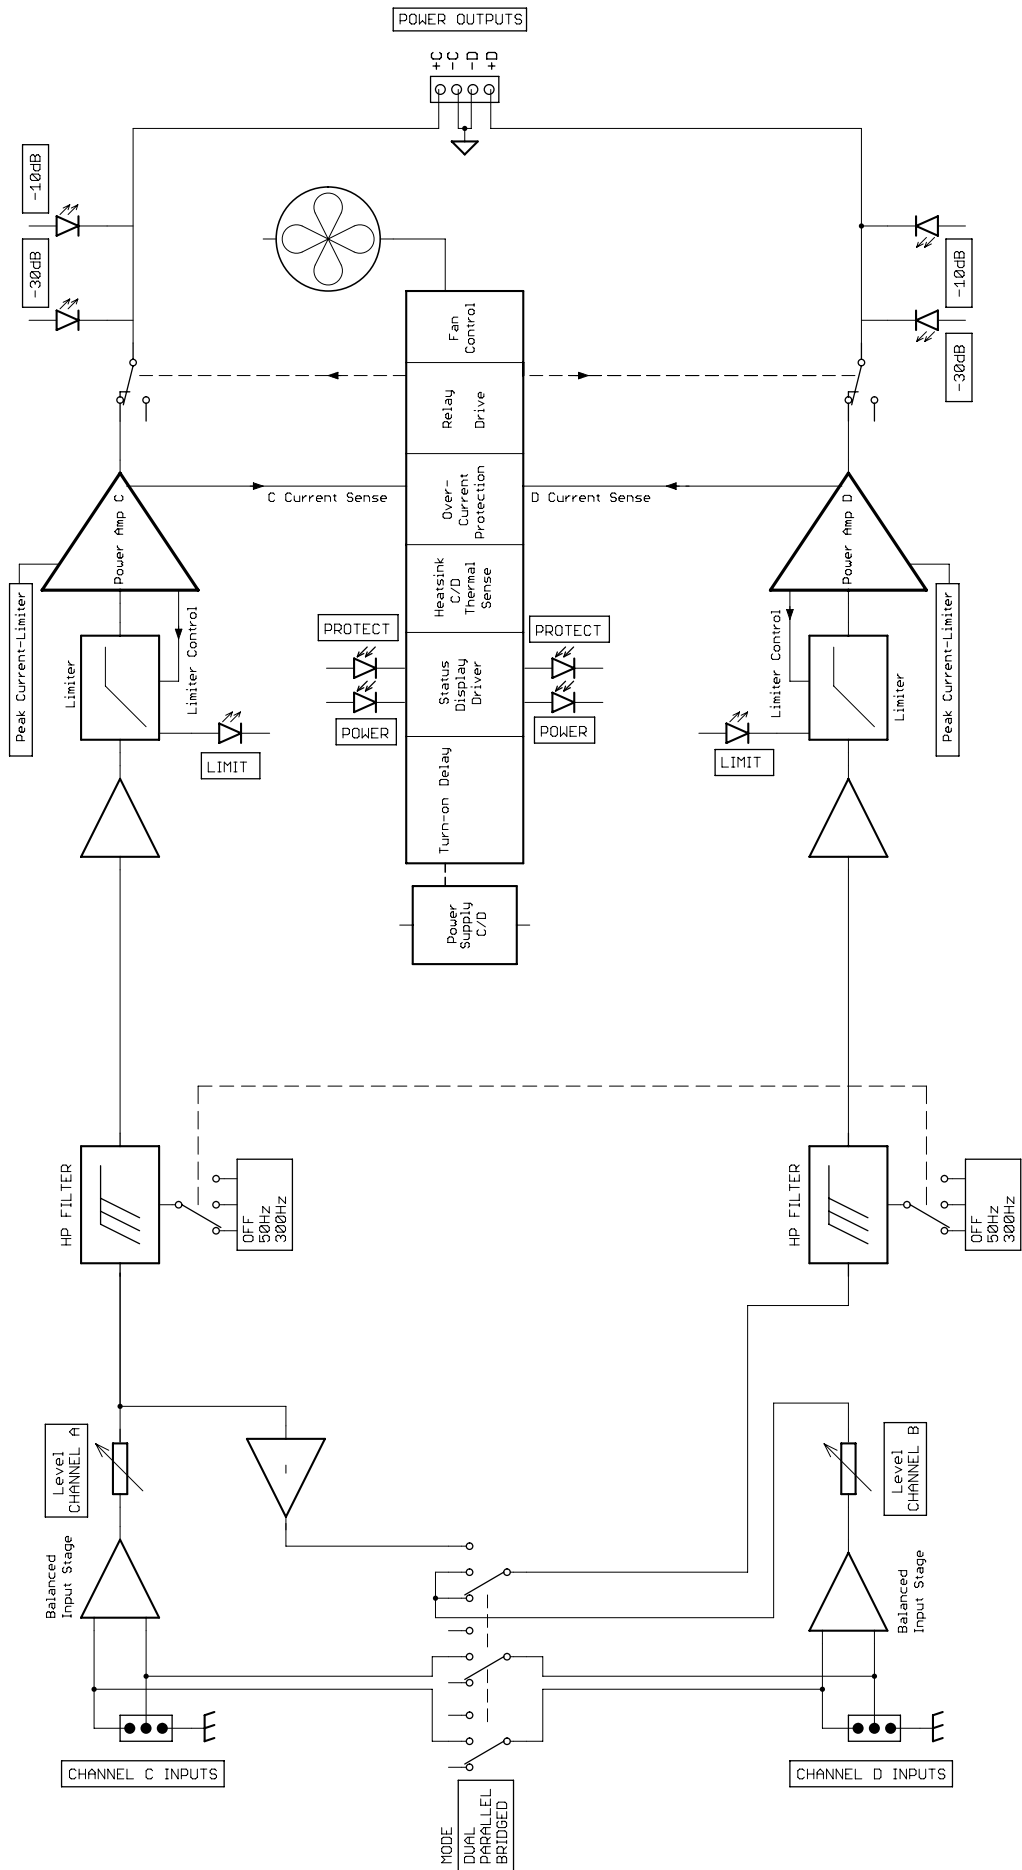 POWER OUTPUTS
+C
-C
-D
+D
-10dB
-30dB
-10dB
-30dB
Fan
Control
Relay
Drive
Over-
Current
Protection
Heatsink
C/D
Thermal
Sense
Status
Display
Driver
Turn-on Delay
Power
Supply
C/D
C Current Sense
D Current Sense
Power Amp C
Power Amp D
Peak Current-Limiter
Peak Current-Limiter
Limiter
Limiter Control
Limiter Control
Limiter
PROTECT
PROTECT
POWER
POWER
LIMIT
LIMIT
HP FILTER
OFF
50Hz
300Hz
HP FILTER
OFF
50Hz
300Hz
Level
CHANNEL A
Level
CHANNEL B
Balanced
Input Stage
Balanced
Input Stage
CHANNEL C INPUTS
CHANNEL D INPUTS
MODE
DUAL
PARALLEL
BRIDGED